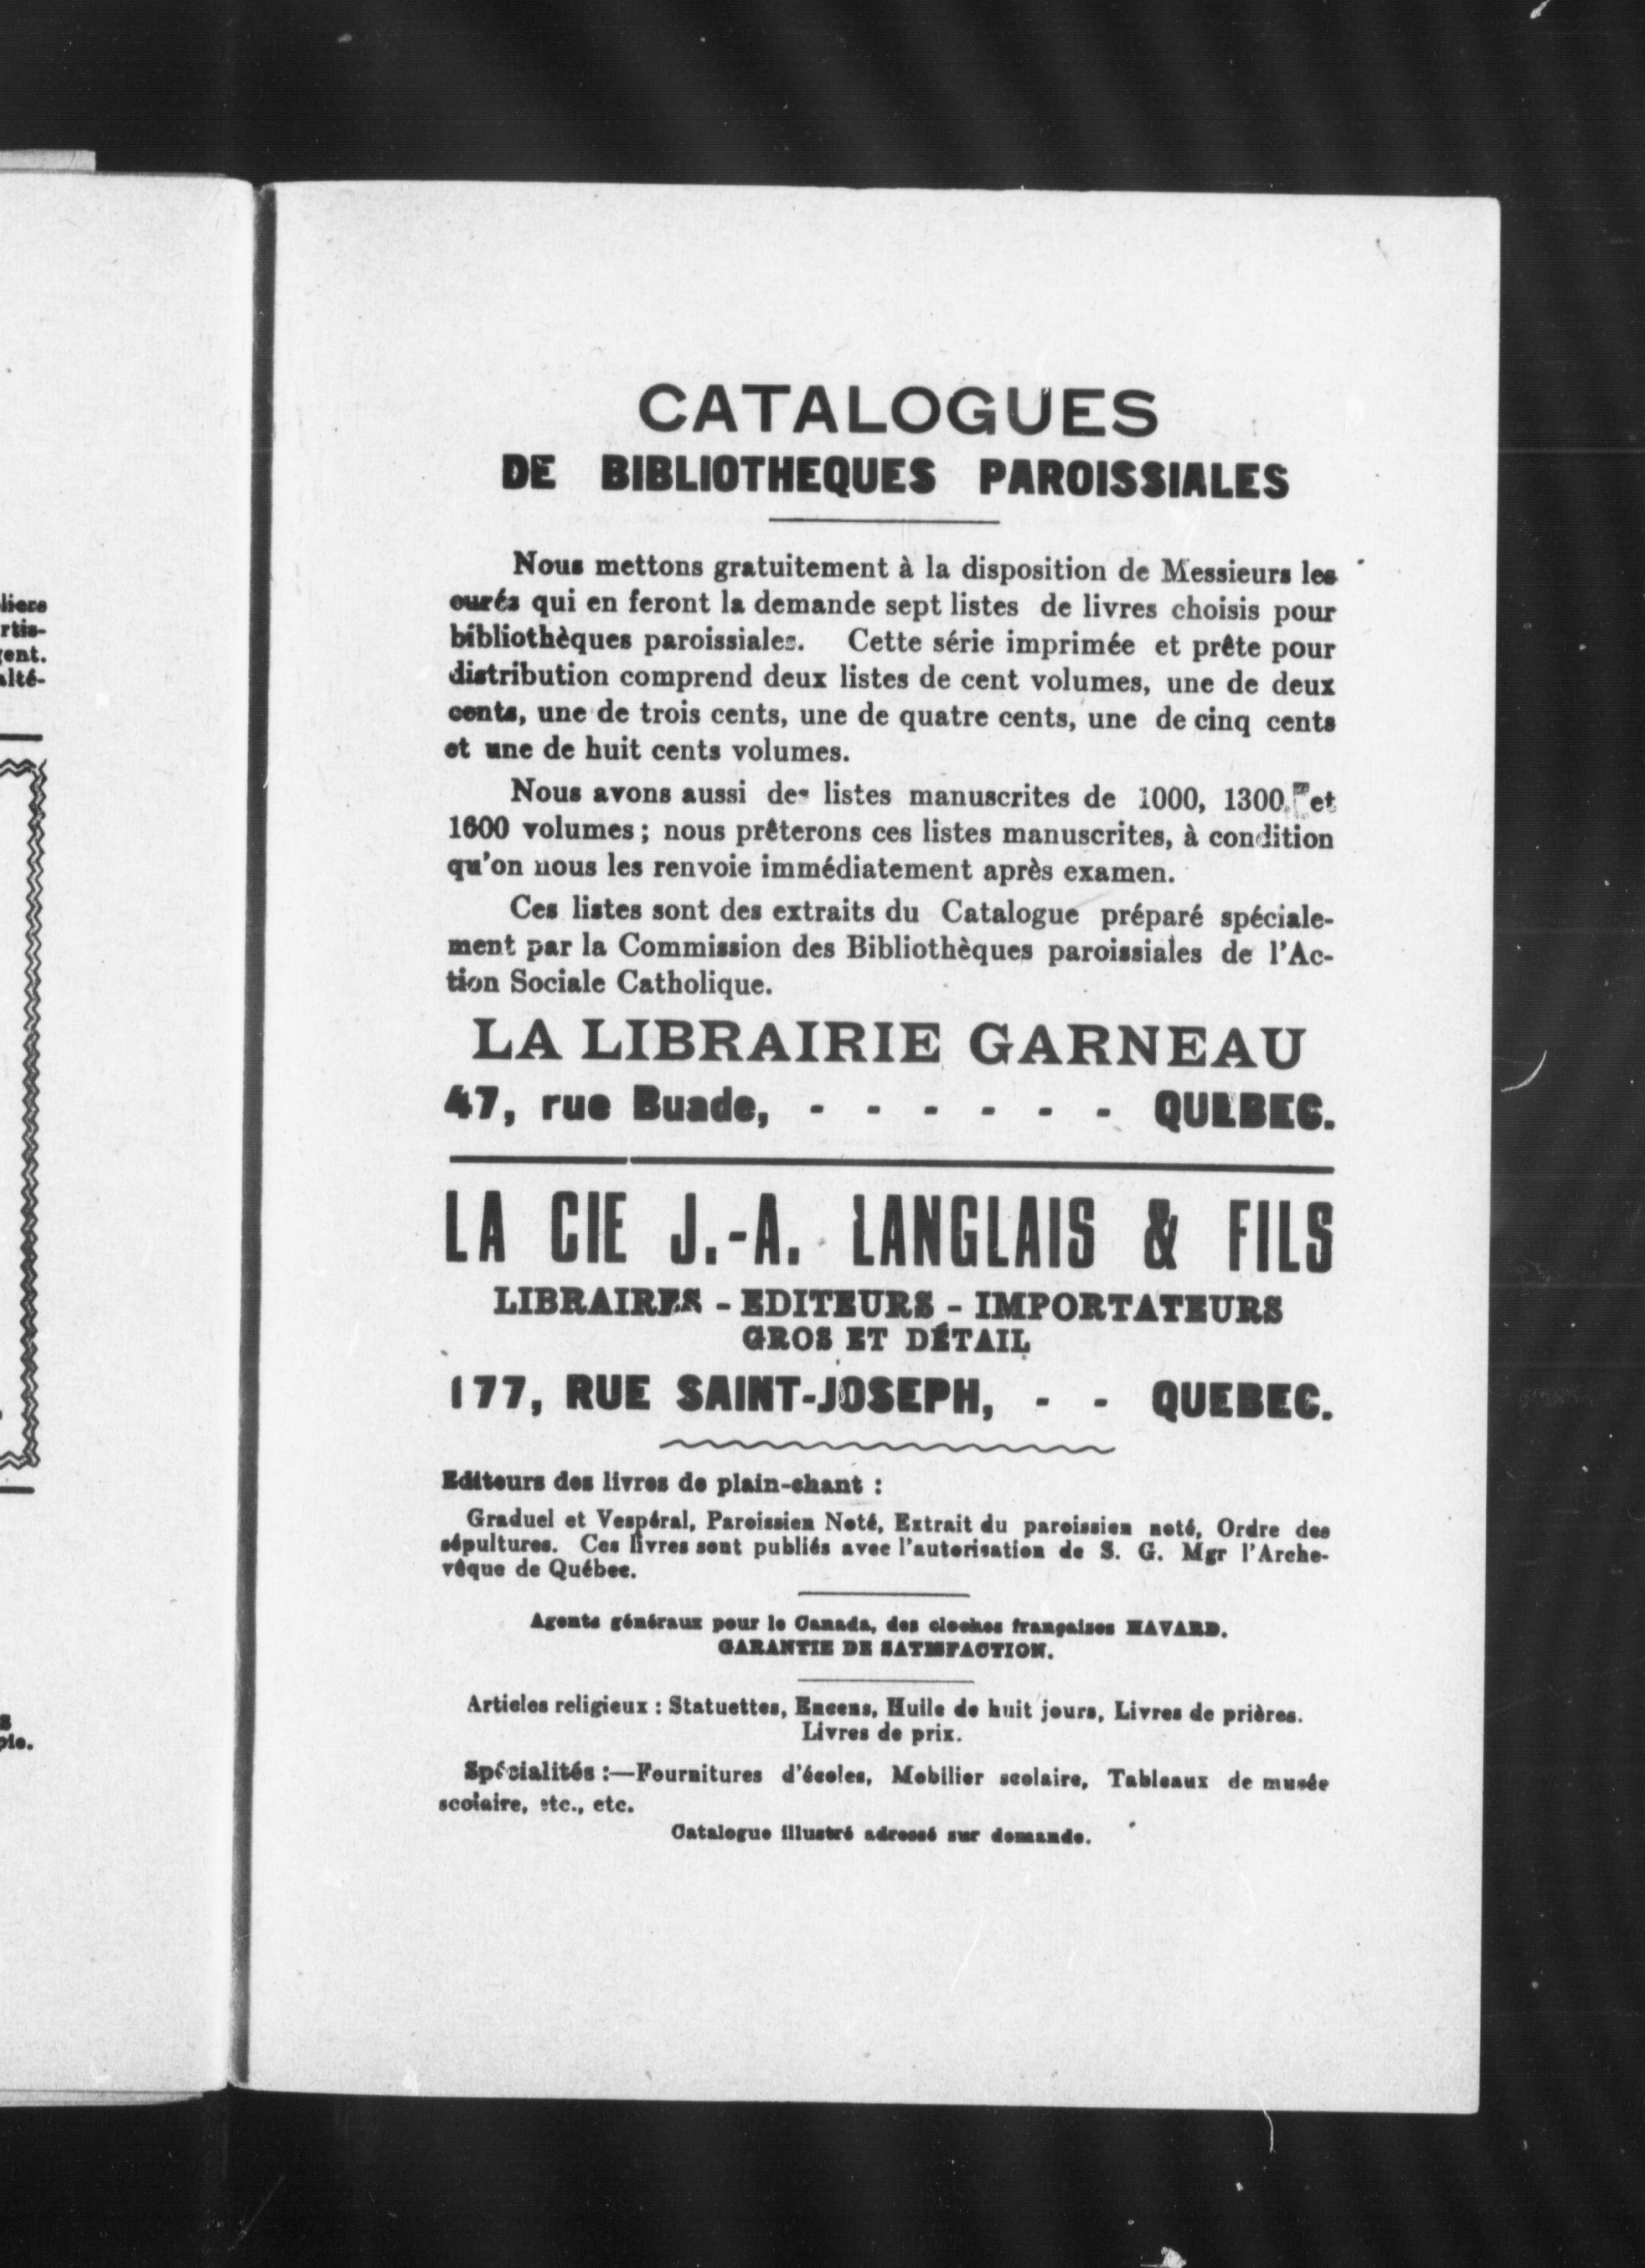 liers
rtis-
gent.
alté-
s
pie.
CATALOGUES
DE BIBLIOTHEQUES PAROISSIALES
Nous mettons gratuitement à la disposition de Messieurs les
curés qui en feront la demande sept listes de livres choisis pour
bibliothèques paroissiales. Cette série imprimée et prête pour
distribution comprend deux listes de cent volumes, une de deux
cents, une de trois cents, une de quatre cents, une de cinq cents
et une de huit cents volumes.
Nous avons aussi des listes manuscrites de 1000, 1300, et
1600 volumes ; nous prêterons ces listes manuscrites, à condition
qu'on nous les renvoie immédiatement après examen.
Ces listes sont des extraits du Catalogue préparé spéciale-
ment par la Commission des Bibliothèques paroissiales de l'Ac-
tion Sociale Catholique.
LA LIBRAIRIE GARNEAU
47, rue Buade, - - - - - - QUEBEC.
LA CIE J.-A. LANGLAIS & FILS
LIBRAIRES - EDITEURS - IMPORTATEURS
GROS ET DÉTAIL
177, RUE SAINT-JOSEPH, - - QUEBEC.
Editeurs des livres de plain-chant :
Graduel et Vespéral, Paroissien Noté, Extrait du paroissien noté, Ordre des
sépultures. Ces livres sont publiés avec l'autorisation de S. G. Mgr l'Arche-
vêque de Québec.
Agents généraux pour le Canada, des cloches françaises HAVARD.
GARANTIE DE SATISFACTION.
Articles religieux : Statuettes, Encens, Huile de huit jours, Livres de prières.
Livres de prix.
Spécialités :—Fournitures d'écoles, Mobilier scolaire, Tableaux de musée
scolaire, etc., etc.
Catalogue illustré adressé sur demande.